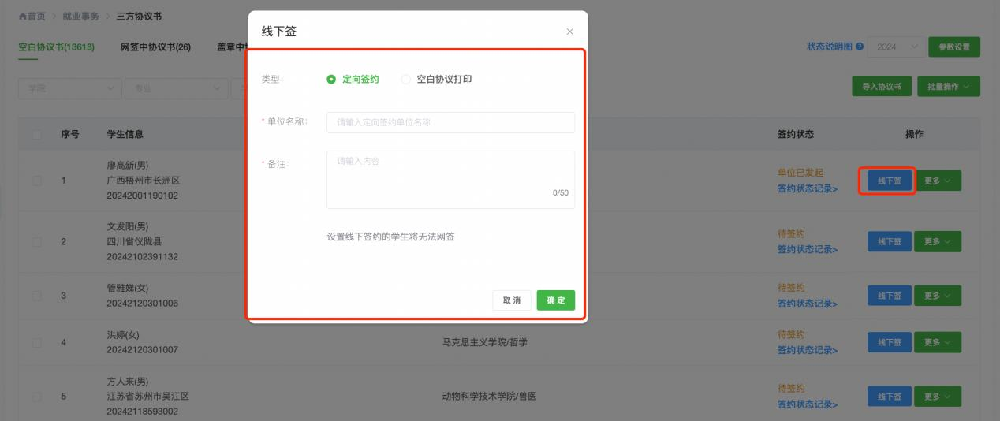 首页 > 就业事务 > 三方协议书
线下签
空白协议书(13618) 网签中协议书(26) 盖章中
状态说明图 2024 参数设置
类型: 定向签约 空白协议打印
学院 专业
导入协议书 批量操作
* 单位名称: 请输入定向签约单位名称
序号 学生信息 签约状态 操作
* 备注: 请输入内容
0/50
廖高新(男)
1 广西梧州市长洲区
20242001190102
单位已发起
签约状态记录>
线下签 更多
设置线下签约的学生将无法网签
文发阳(男)
2 四川省仪陇县
20242102391132
待签约
签约状态记录>
线下签 更多
取消 确定
管雅娣(女)
3
20242120301006
待签约
签约状态记录>
线下签 更多
洪婷(女)
4
20242120301007
马克思主义学院/哲学
待签约
签约状态记录>
线下签 更多
方人来(男)
5 江苏省苏州市吴江区
20242118593002
动物科学技术学院/兽医
待签约
签约状态记录>
线下签 更多